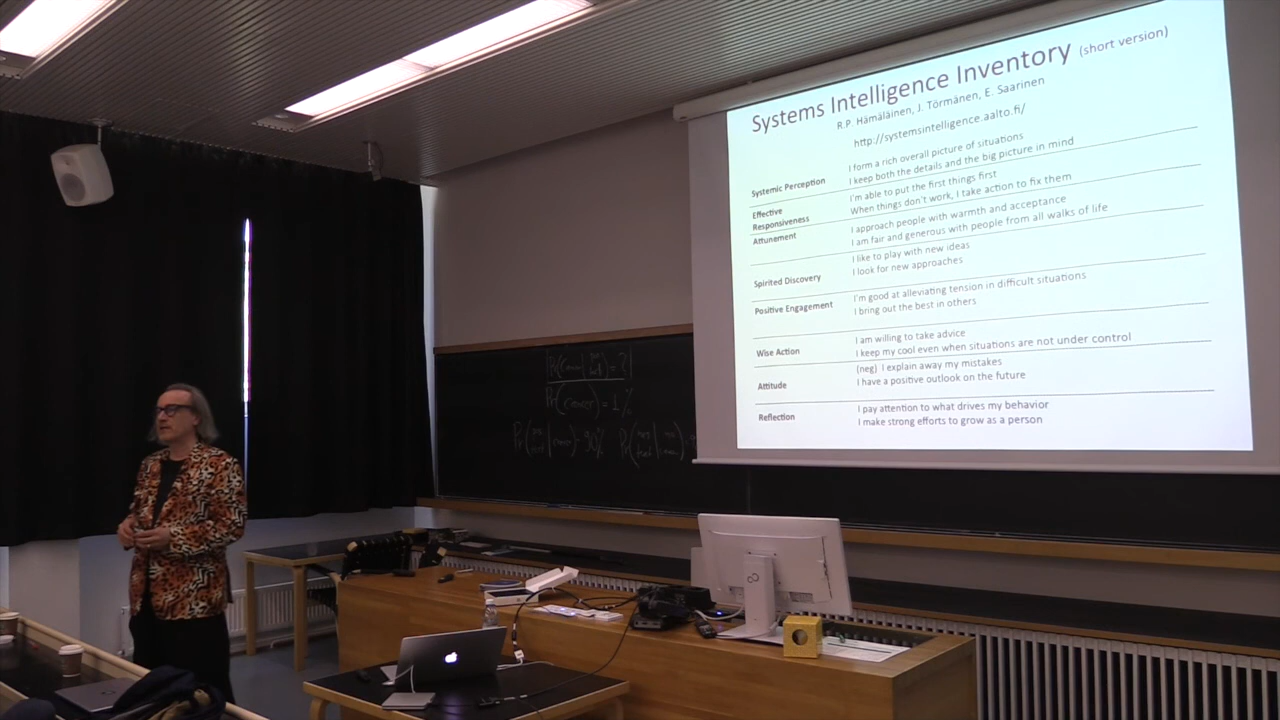 Systems Intelligence Inventory (short version)
R.P Hämäläinen, J. Törmänen, E. Saarinen
http://systemsintelligence.aalto.fi/
Systemic Perception
I form a rich overall picture of situations
I keep both the details and the big picture in mind
Effective
Responsiveness
I'm able to put the first things first
When things don't work, I take action to fix them
Attunement
I approach people with warmth and acceptance
I am fair and generous with people from all walks of life
Spirited Discovery
I like to play with new ideas
I look for new approaches
Positive Engagement
I'm good at alleviating tension in difficult situations
I bring out the best in others
Wise Action
I am willing to take advice
I keep my cool even when situations are not under control
Attitude
(neg) I explain away my mistakes
I have a positive outlook on the future
Reflection
I pay attention to what drives my behavior
I make strong efforts to grow as a person
Pr(cancer) = 1%